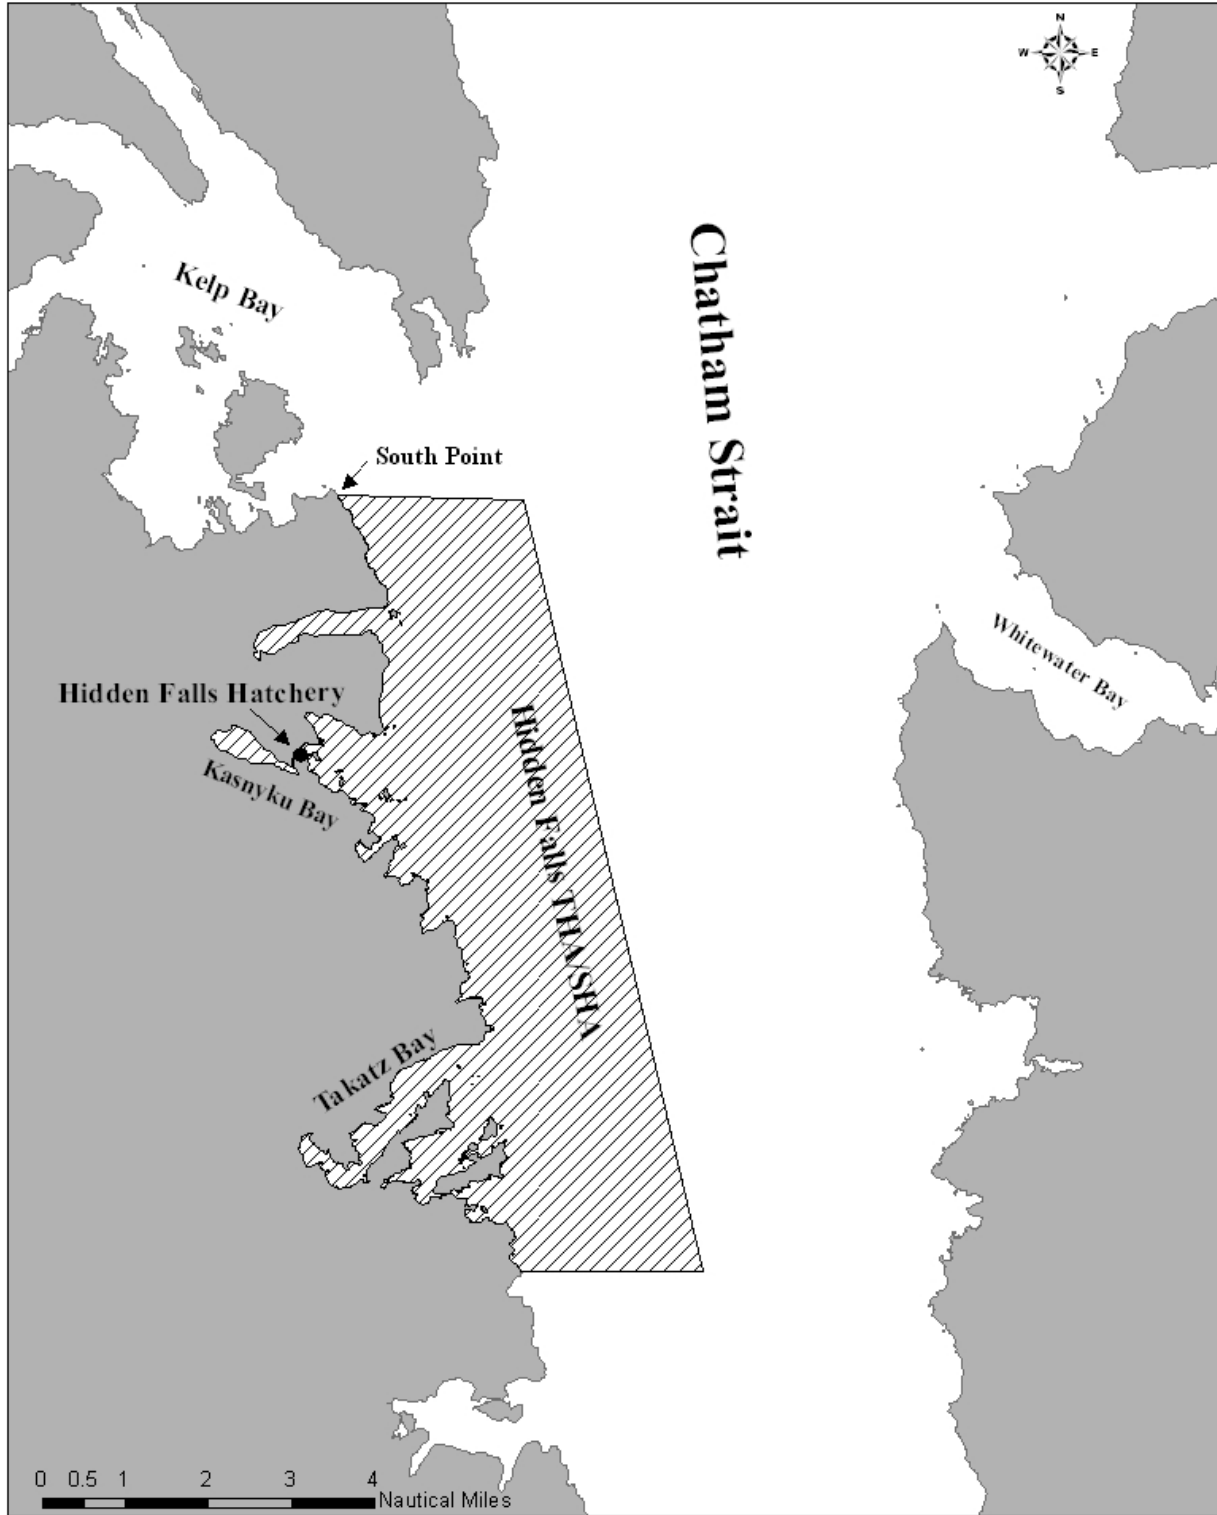 N
W E
S
Chatham Strait
Kelp Bay
South Point
Whitewater Bay
Hidden Falls Hatchery
Kasnyku Bay
Hidden Falls THA/SHA
Takatz Bay
0 0.5 1 2 3 4
Nautical Miles